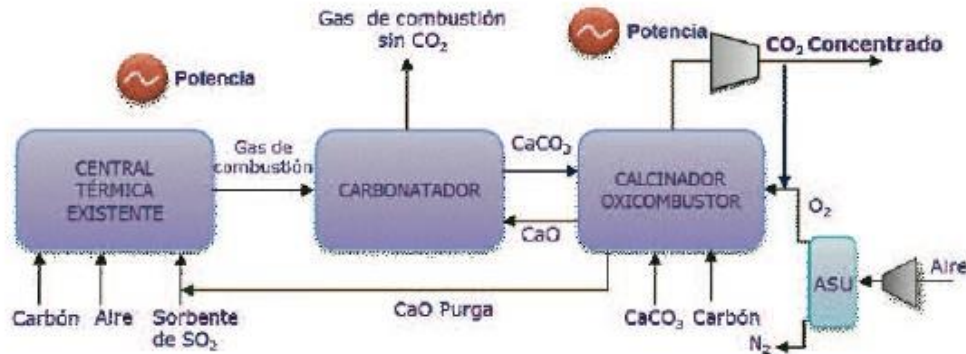 Gas de combustión
sin CO₂
Potencia
CO₂ Concentrado
Potencia
CENTRAL
TÉRMICA
EXISTENTE
Gas de
combustión
CARBONATADOR
CaCO₃
CaO
CALCINADOR
OXICOMBUSTOR
O₂
ASU
Aire
N₂
Carbón
Aire
Sorbente
de SO₂
CaO Purga
CaCO₃
Carbón